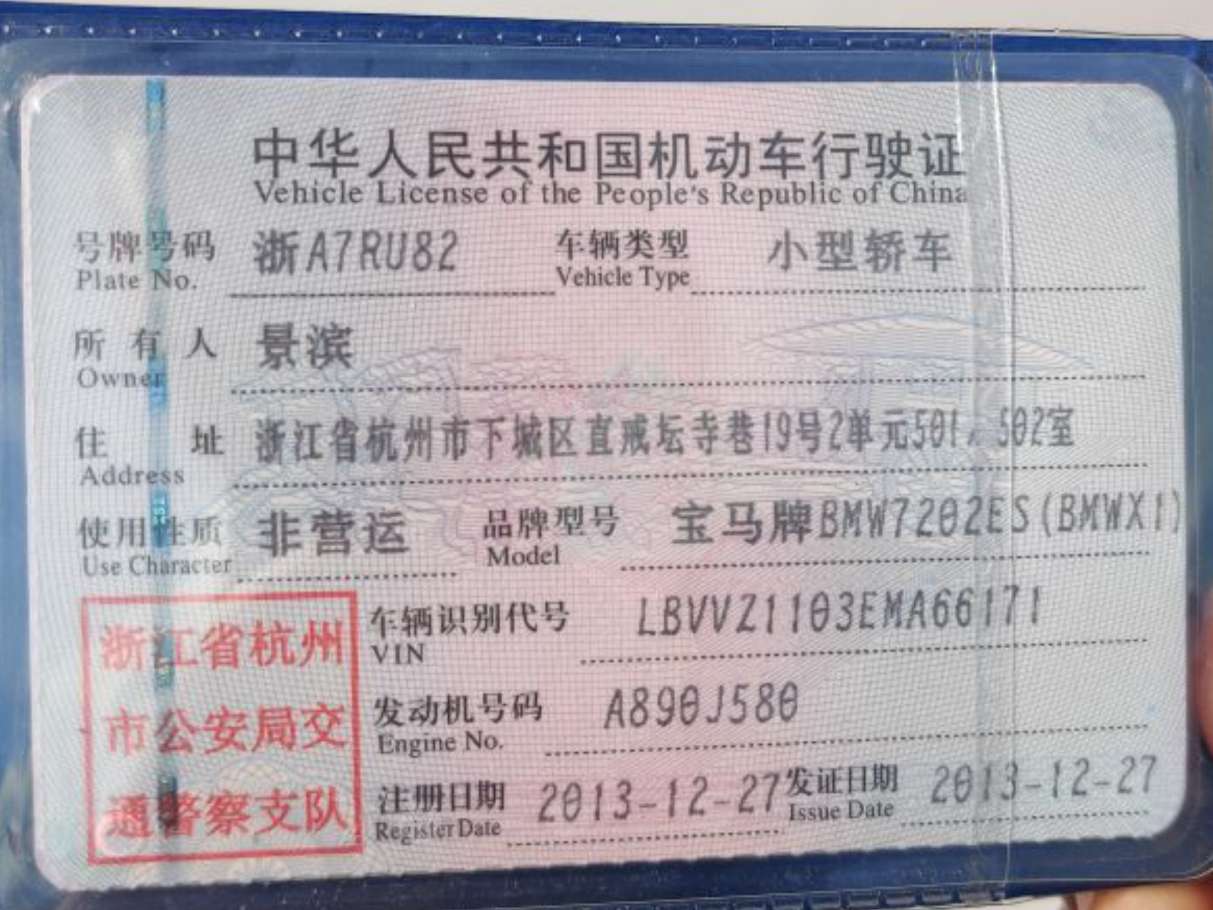 中华人民共和国机动车行驶证
Vehicle License of the People's Republic of China
号牌号码 浙A7RU82 车辆类型 小型轿车
Plate No. Vehicle Type
所有人 景滨
Owner
住址 浙江省杭州市下城区直戒坛寺巷19号2单元501、502室
Address
使用性质 非营运 品牌型号 宝马牌BMW7202ES(BMWX1)
Use Character Model
浙江省杭州 车辆识别代号 LBVVZ1103EMA66171
VIN
市公安局交 发动机号码 A890J580
Engine No.
通警察支队 注册日期 2013-12-27 发证日期 2013-12-27
Register Date Issue Date